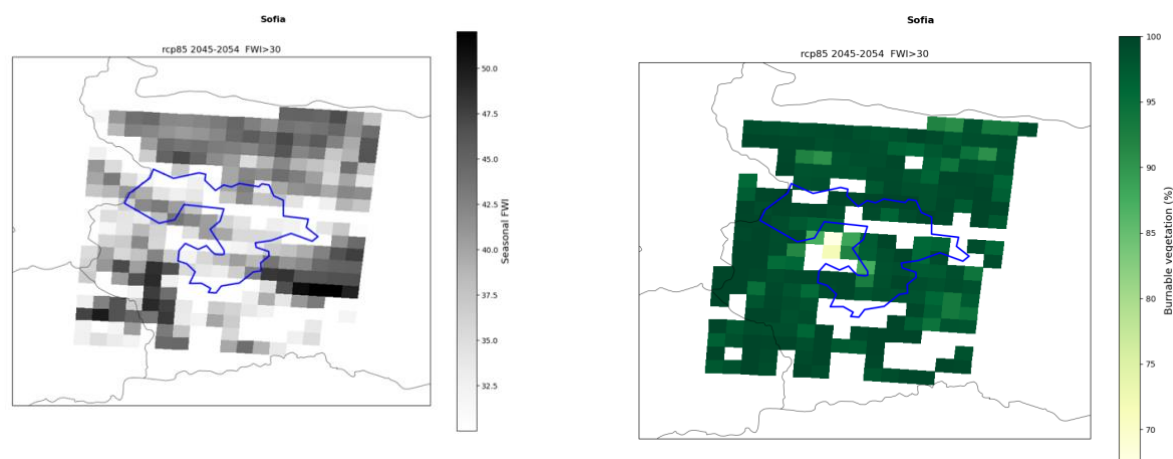 Sofia
rcp85 2045-2054 FWI>30
50.0
47.5
45.0
42.5
40.0
37.5
35.0
32.5
Seasonal FWI
Sofia
rcp85 2045-2054 FWI>30
100
95
90
85
80
75
70
Burnable vegetation (%)